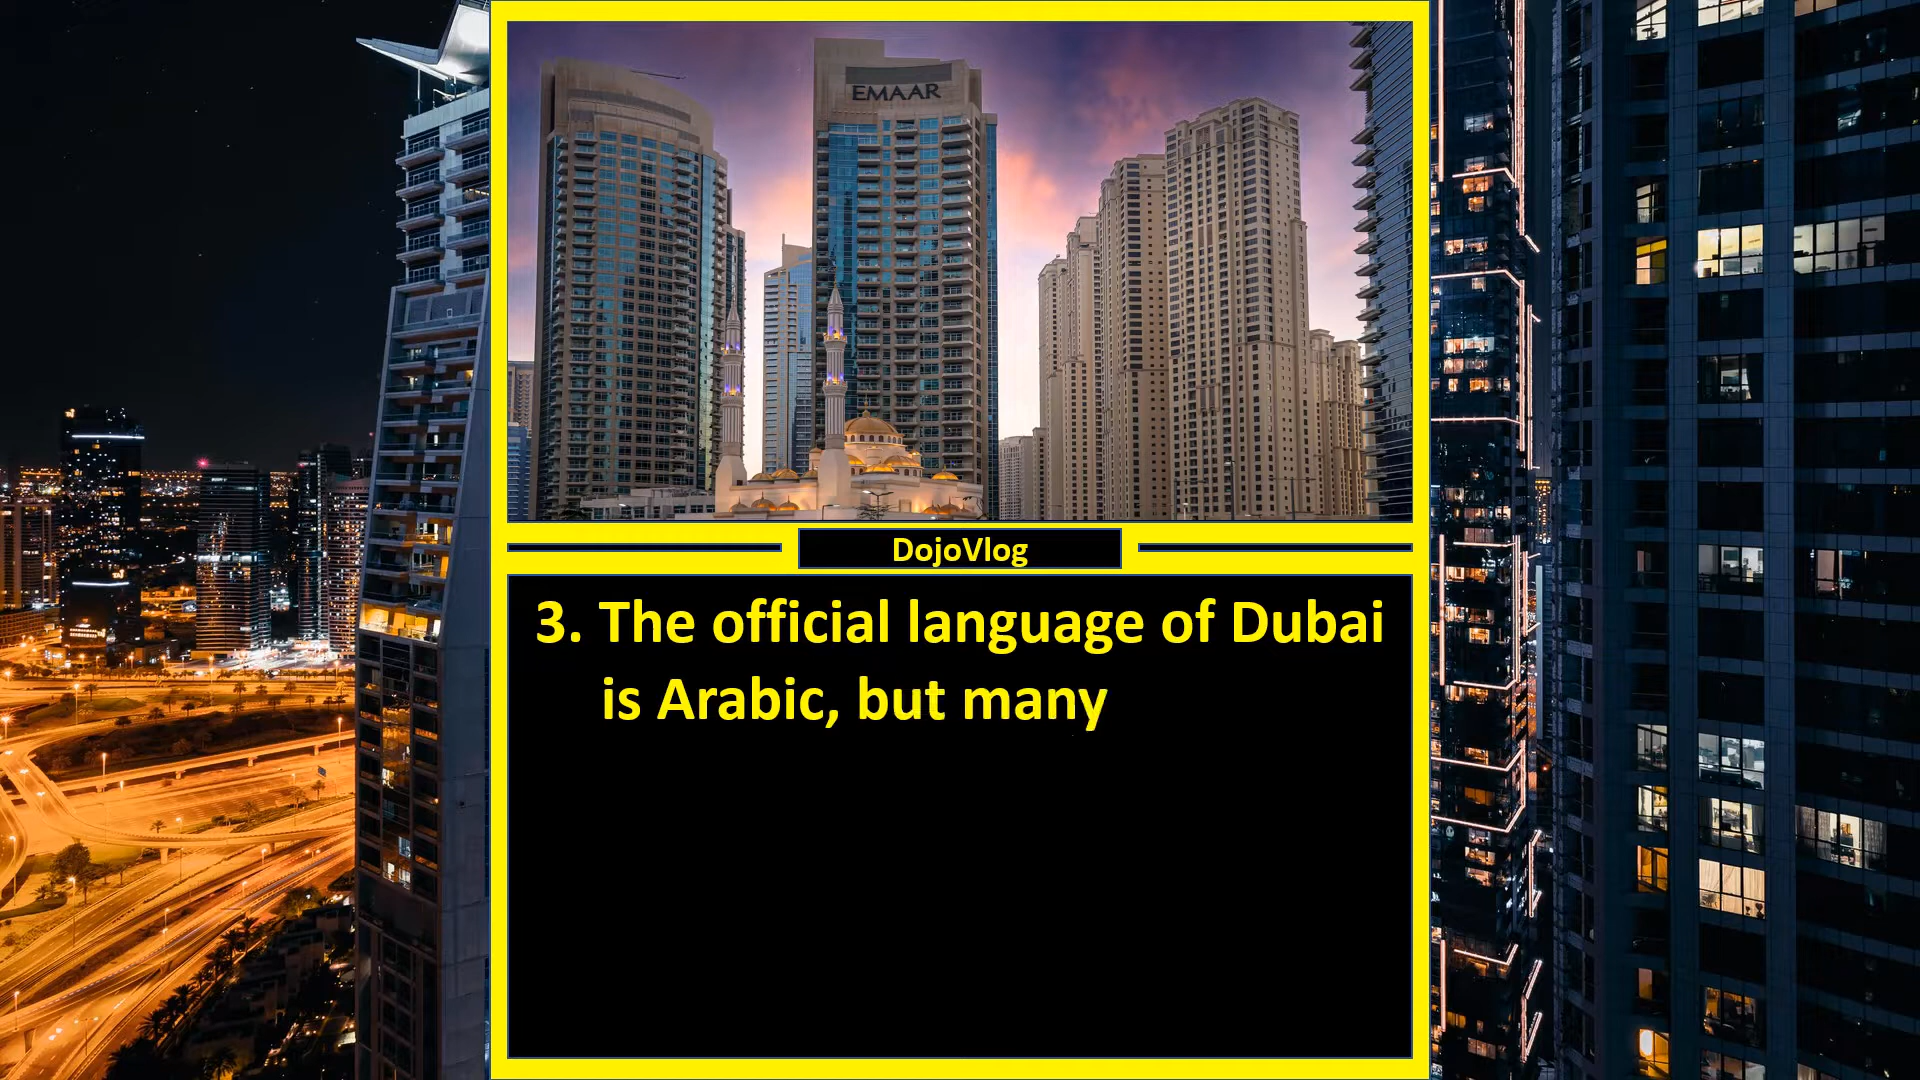 EMAAR
DojoVlog
3. The official language of Dubai
is Arabic, but many